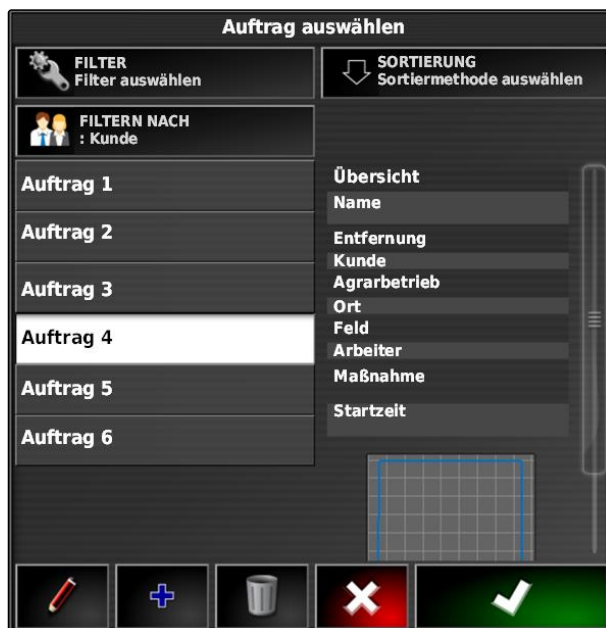 Auftrag auswählen
FILTER
Filter auswählen
SORTIERUNG
Sortiermethode auswählen
FILTERN NACH
: Kunde
Auftrag 1
Auftrag 2
Auftrag 3
Auftrag 4
Auftrag 5
Auftrag 6
Übersicht
Name
Entfernung
Kunde
Agrarbetrieb
Ort
Feld
Arbeiter
Maßnahme
Startzeit